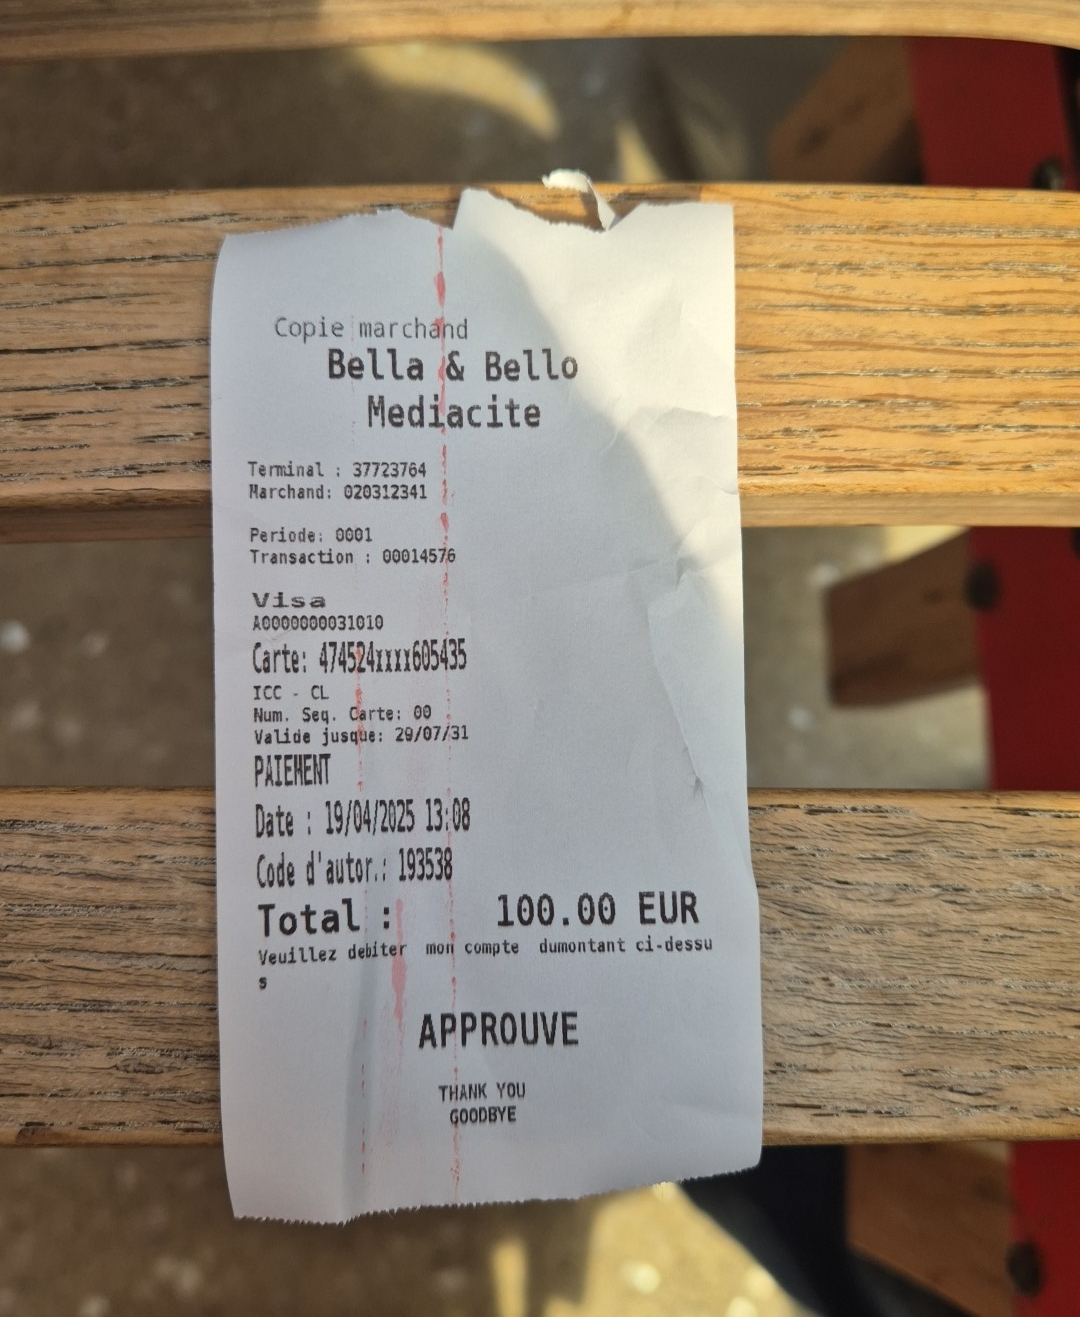 Copie marchand
Bella & Bello
Mediacite
Terminal : 37723764
Marchand: 020312341
Periode: 0001
Transaction : 00014576
Visa
A0000000031010
Carte: 474524xxxx605435
ICC - CL
Num. Seq. Carte: 00
Valide jusque: 29/07/31
PAIEMENT
Date : 19/04/2025 13:08
Code d'autor.: 193538
Total : 100.00 EUR
Veuillez debiter mon compte dumontant ci-dessu
s
APPROUVE
THANK YOU
GOODBYE